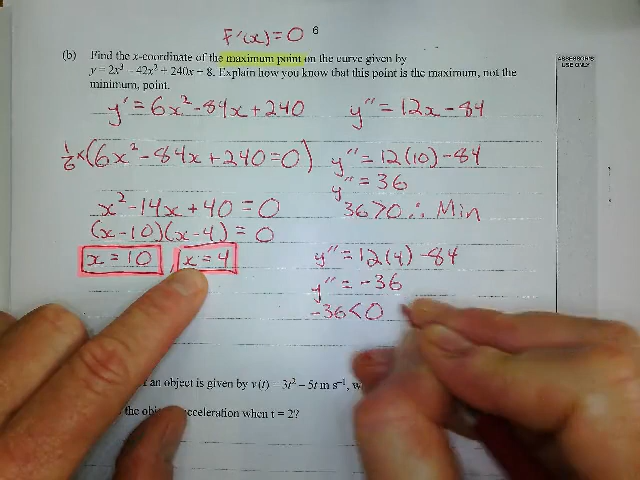 F'(x) = 0 6
(b) Find the x-coordinate of the maximum point on the curve given by
y = 2x³ – 42x² + 240x – 8. Explain how you know that this point is the maximum, not the
minimum, point.
ASSESSOR'S
USE ONLY
y' = 6x² - 84x + 240
y'' = 12x - 84
1/6 × (6x² - 84x + 240 = 0)
y'' = 12(10) - 84
y'' = 36
x² - 14x + 40 = 0
36 > 0 ∴ Min
(x - 10)(x - 4) = 0
x = 10, x = 4
y'' = 12(4) - 84
y'' = -36
-36 < 0
an object is given by v(t) = 3t² – 5t m s⁻¹,
the acceleration when t = 2?